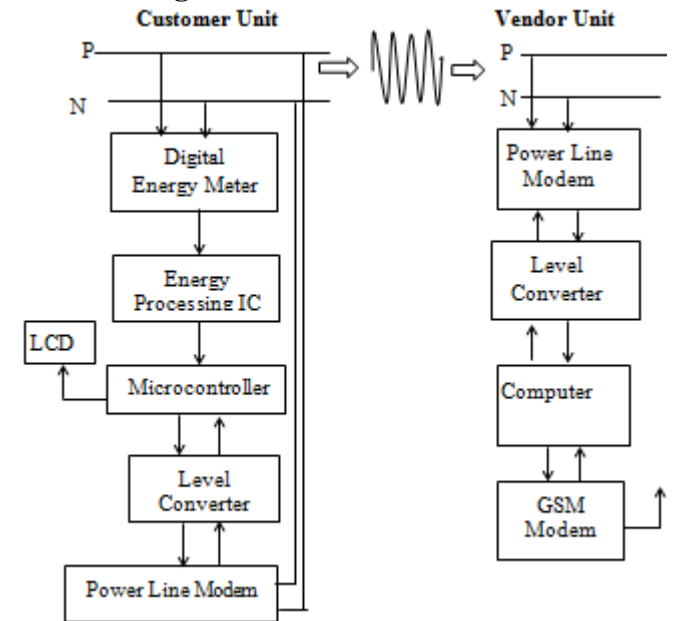 Customer Unit
P
N
Digital
Energy Meter
Energy
Processing IC
LCD
Microcontroller
Level
Converter
Power Line Modem
Vendor Unit
P
N
Power Line
Modem
Level
Converter
Computer
GSM
Modem